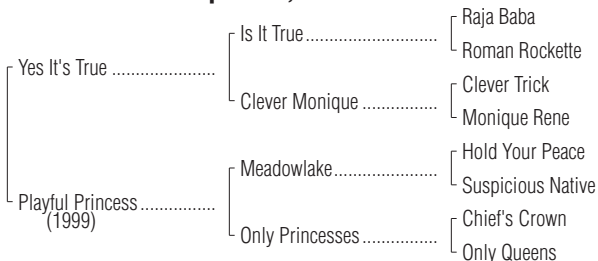 Raja Baba
Is It True
Roman Rockette
Yes It's True
Clever Trick
Clever Monique
Monique Rene
Hold Your Peace
Meadowlake
Suspicious Native
Playful Princess
(1999)
Chief's Crown
Only Princesses
Only Queens